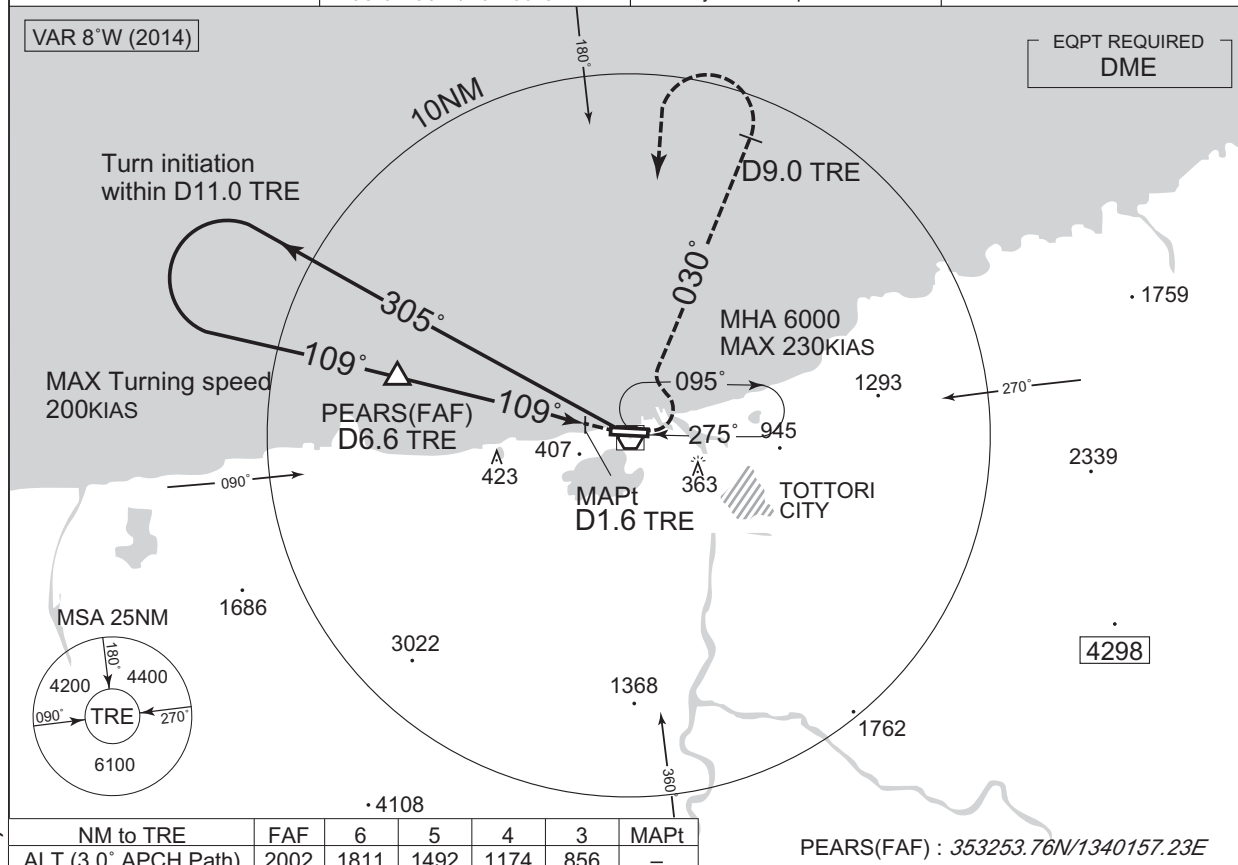 VAR 8°W (2014)
EQPT REQUIRED
DME
180°
10NM
Turn initiation
within D11.0 TRE
D9.0 TRE
305°
030°
1759
MHA 6000
MAX 230KIAS
109°
MAX Turning speed
200KIAS
095°
1293
270°
PEARS(FAF)
D6.6 TRE
109°
275°
945
407
423
363
2339
090°
MAPt
D1.6 TRE
TOTTORI
CITY
1686
MSA 25NM
180°
4200
4400
TRE
090°
270°
6100
3022
4298
1368
1762
360°
4108
NM to TRE FAF 6 5 4 3 MAPt
ALT (3.0° APCH Path) 2002 1811 1492 1174 856 –
PEARS(FAF) : 353253.76N/1340157.23E